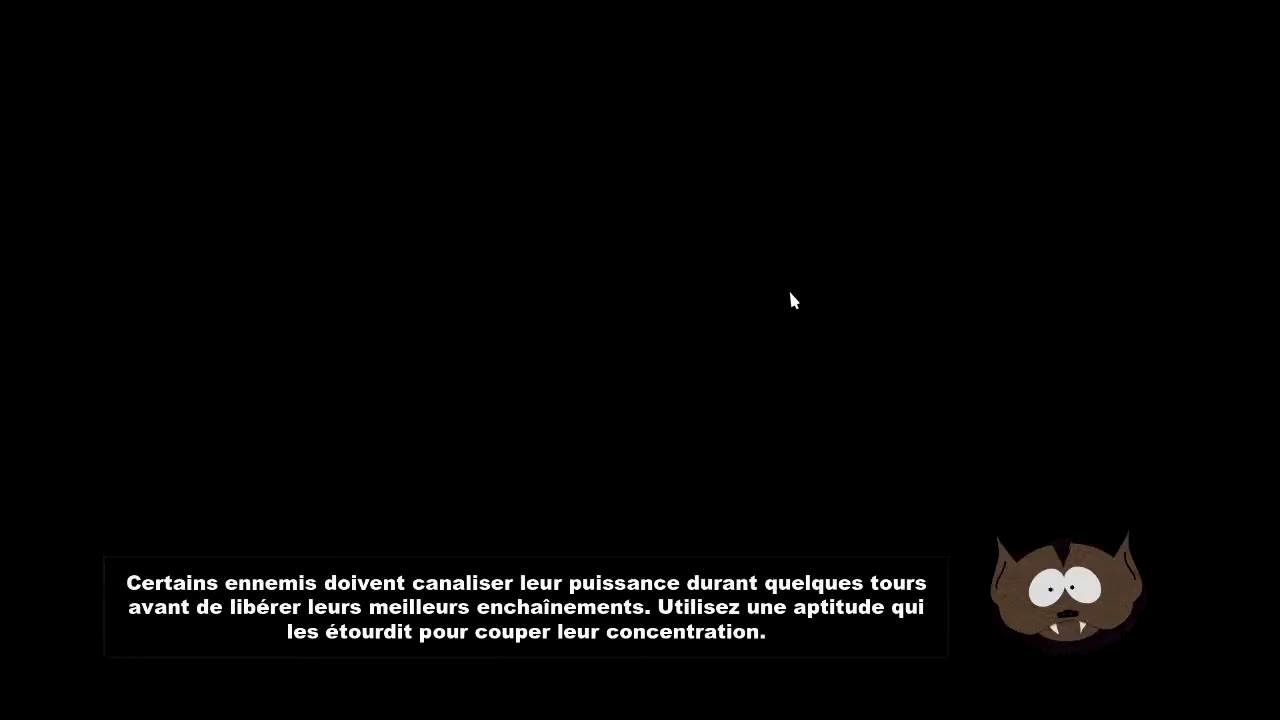 Certains ennemis doivent canaliser leur puissance durant quelques tours
avant de libérer leurs meilleurs enchaînements. Utilisez une aptitude qui
les étourdit pour couper leur concentration.